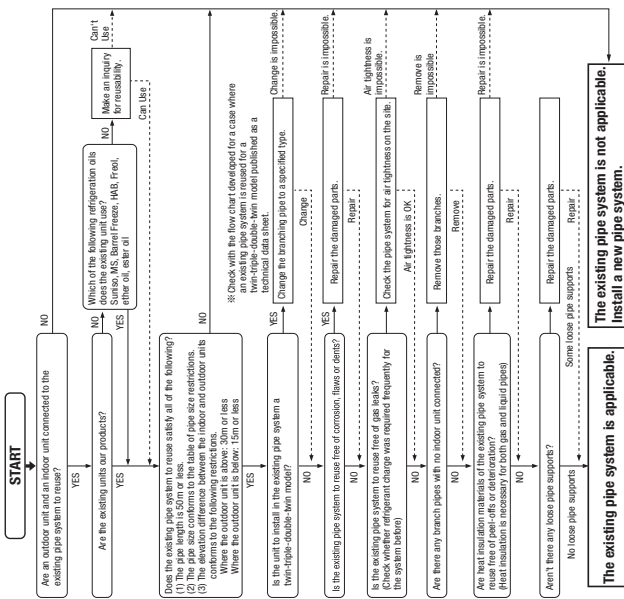 START
Are an outdoor unit and an indoor unit connected to the
existing pipe system to reuse?
NO
YES
Are the existing units our products?
NO
YES
Which of the following refrigeration oils
does the existing unit use?
Suniso, MS, Barrel Freeze, HAB, Freol,
ether oil, ester oil
NO
YES
Make an inquiry
for reusability.
Can't
Use
Can Use
Does the existing pipe system to reuse satisfy all of the following?
(1) The pipe length is 50m or less.
(2) The pipe size conforms to the table of pipe size restrictions.
(3) The elevation difference between the indoor and outdoor units
conforms to the following restrictions.
Where the outdoor unit is above: 30m or less
Where the outdoor unit is below: 15m or less
NO
YES
※ Check with the flow chart developed for a case where
an existing pipe system is reused for a
twin-triple-double-twin model published as a
technical data sheet.
Is the unit to install in the existing pipe system a
twin-triple-double-twin model?
YES
Change the branching pipe to a specified type.
Change is impossible.
Change
NO
Is the existing pipe system to reuse free of corrosion, flaws or dents?
YES
Repair the damaged parts.
Repair is impossible.
Repair
NO
Is the existing pipe system to reuse free of gas leaks?
(Check whether refrigerant charge was required frequently for
the system before)
Check the pipe system for air tightness on the site.
Air tightness is
impossible.
Air tightness is OK
NO
Are there any branch pipes with no indoor unit connected?
Remove those branches.
Remove is
impossible
Remove
NO
Are heat insulation materials of the existing pipe system to
reuse free of peel-offs or deterioration?
(Heat insulation is necessary for both gas and liquid pipes)
Repair the damaged parts.
Repair is impossible.
Repair
NO
Aren't there any loose pipe supports?
Repair the damaged parts.
Repair
No loose pipe supports
Some loose pipe supports
The existing pipe system is applicable.
The existing pipe system is not applicable.
Install a new pipe system.